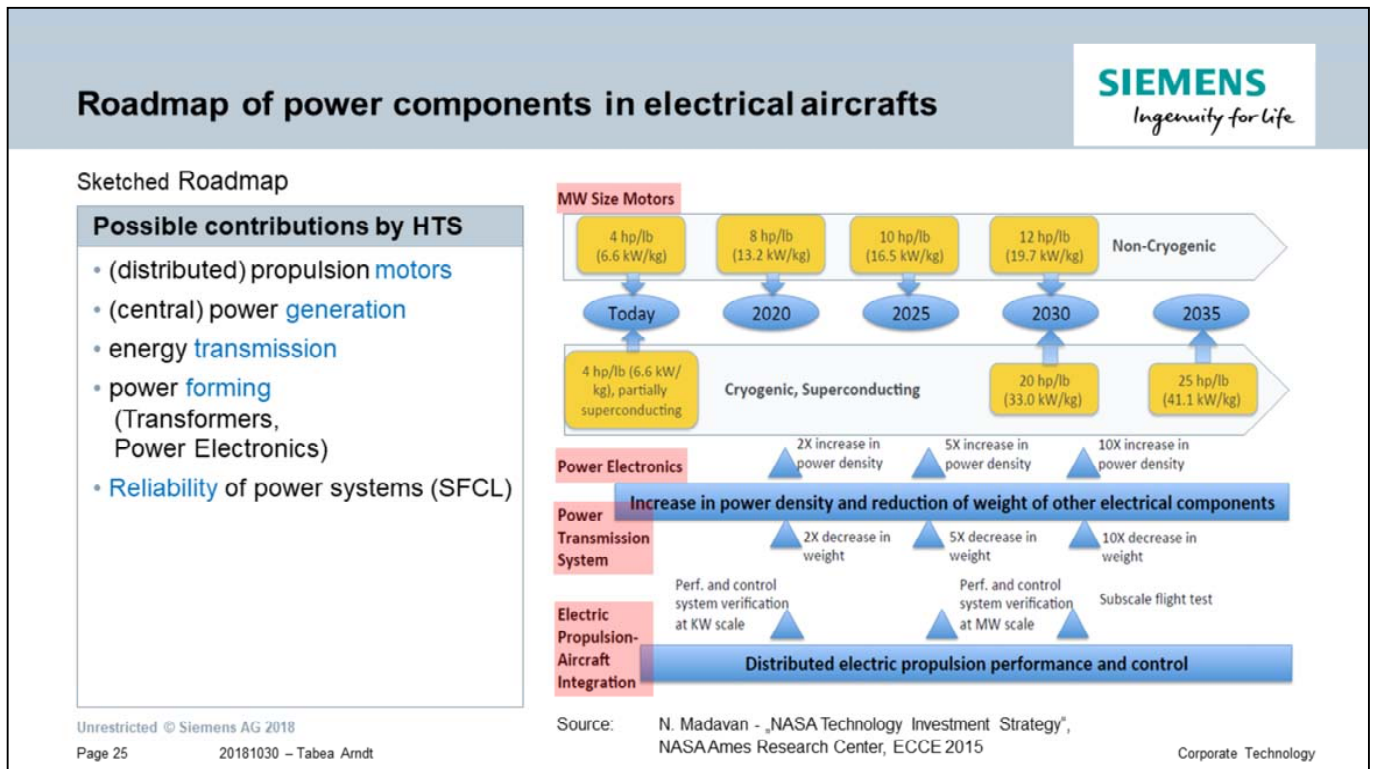 Roadmap of power components in electrical aircrafts
SIEMENS
Ingenuity for life
Sketched Roadmap
Possible contributions by HTS
• (distributed) propulsion motors
• (central) power generation
• energy transmission
• power forming
(Transformers,
Power Electronics)
• Reliability of power systems (SFCL)
MW Size Motors
4 hp/lb
(6.6 kW/kg)
8 hp/lb
(13.2 kW/kg)
10 hp/lb
(16.5 kW/kg)
12 hp/lb
(19.7 kW/kg)
Non-Cryogenic
Today
2020
2025
2030
2035
4 hp/lb (6.6 kW/
kg), partially
superconducting
Cryogenic, Superconducting
20 hp/lb
(33.0 kW/kg)
25 hp/lb
(41.1 kW/kg)
Power Electronics
2X increase in
power density
5X increase in
power density
10X increase in
power density
Increase in power density and reduction of weight of other electrical components
Power
Transmission
System
2X decrease in
weight
5X decrease in
weight
10X decrease in
weight
Electric
Propulsion-
Aircraft
Integration
Perf. and control
system verification
at KW scale
Perf. and control
system verification
at MW scale
Subscale flight test
Distributed electric propulsion performance and control
Source: N. Madavan - „NASA Technology Investment Strategy",
NASA Ames Research Center, ECCE 2015
Unrestricted © Siemens AG 2018
Page 25 20181030 – Tabea Arndt
Corporate Technology